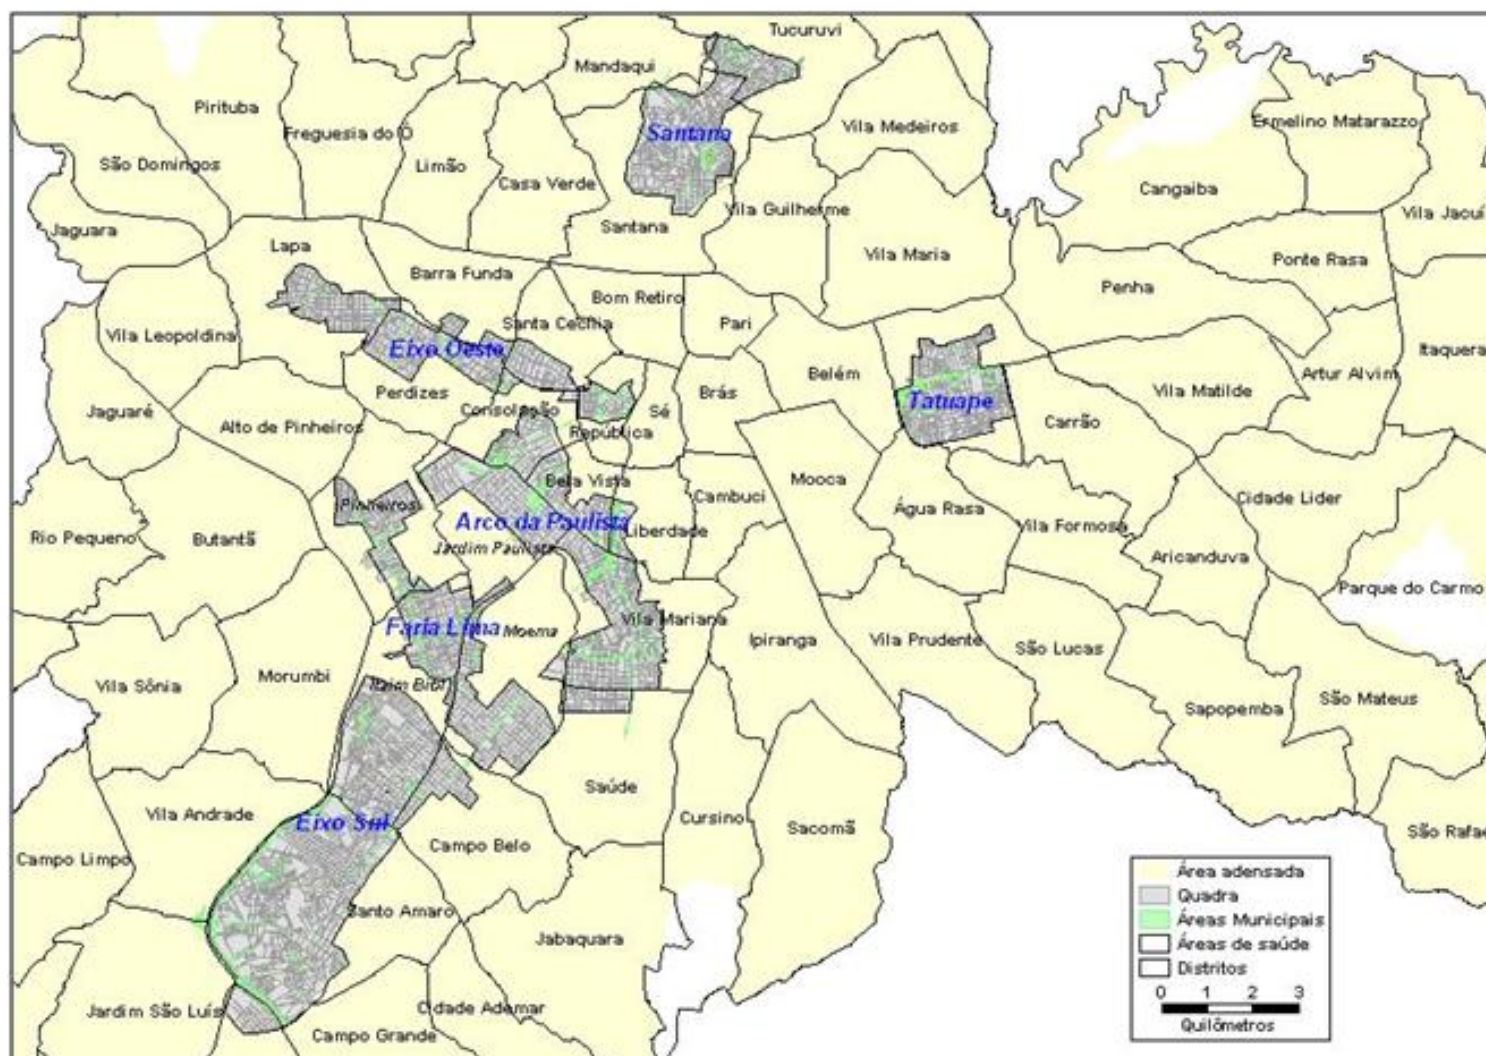 Tucuruvi
Mandaqui
Pirituba
Freguesia do Ó
Santana
Vila Medeiros
Ermelino Matarazzo
São Domingos
Limão
Casa Verde
Cangaiba
Vila Guilherme
Vila Jacuí
Jaguara
Santana
Lapa
Barra Funda
Vila Maria
Ponte Rasa
Penha
Bom Retiro
Vila Leopoldina
Santa Cecília
Pari
Eixo Oeste
Itaquera
Belém
Artur Alvim
Perdizes
Brás
Vila Matilde
Jaguaré
Consolação
Sé
Tatuape
Alto de Pinheiros
República
Carrão
Bela Vista
Mooca
Pinheiros
Cambuci
Água Rasa
Cidade Lider
Arco da Paulista
Liberdade
Vila Formosa
Rio Pequeno
Butantã
Jardim Paulista
Aricanduva
Parque do Carmo
Faria Lima
Moema
Vila Mariana
Ipiranga
Vila Prudente
São Lucas
Vila Sônia
Morumbi
Itaim Bibi
São Mateus
Sapopemba
Saúde
Vila Andrade
Eixo Sul
Cursino
Sacomã
São Rafae
Campo Limpo
Campo Belo
Santo Amaro
Jabaquara
Jardim São Luís
Cidade Ademar
Campo Grande
Área adensada
Quadra
Áreas Municipais
Áreas de saúde
Distritos
0 1 2 3
Quilômetros